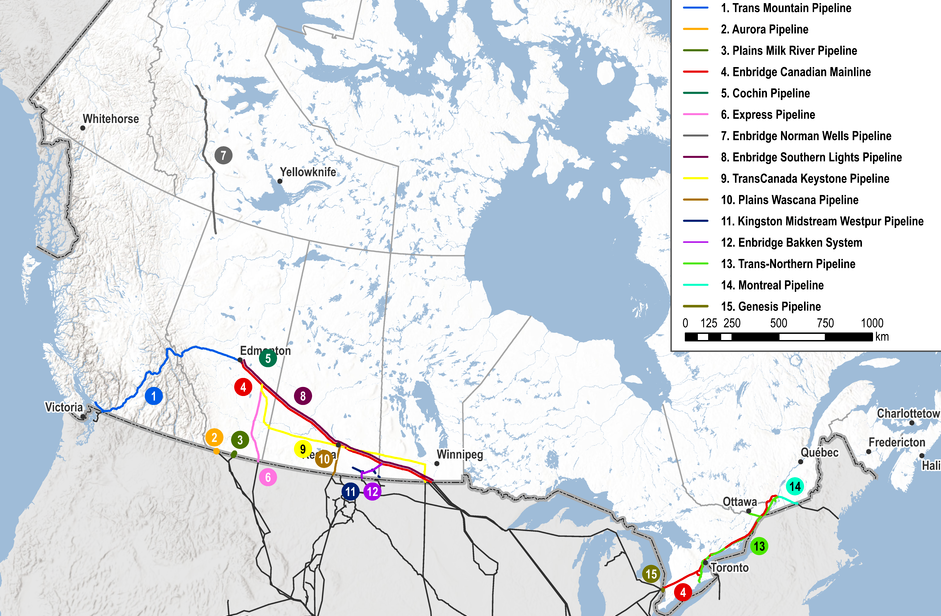 1. Trans Mountain Pipeline
2. Aurora Pipeline
3. Plains Milk River Pipeline
4. Enbridge Canadian Mainline
5. Cochin Pipeline
6. Express Pipeline
7. Enbridge Norman Wells Pipeline
8. Enbridge Southern Lights Pipeline
9. TransCanada Keystone Pipeline
10. Plains Wascana Pipeline
11. Kingston Midstream Westpur Pipeline
12. Enbridge Bakken System
13. Trans-Northern Pipeline
14. Montreal Pipeline
15. Genesis Pipeline
0 125 250 500 750 1000
km
Whitehorse
7
Yellowknife
Edmonton
5
4
8
1
Victoria
Charlottetow
2
3
9
10
Winnipeg
Fredericton
Québec
Hali
6
11
12
14
Ottawa
13
15
Toronto
4